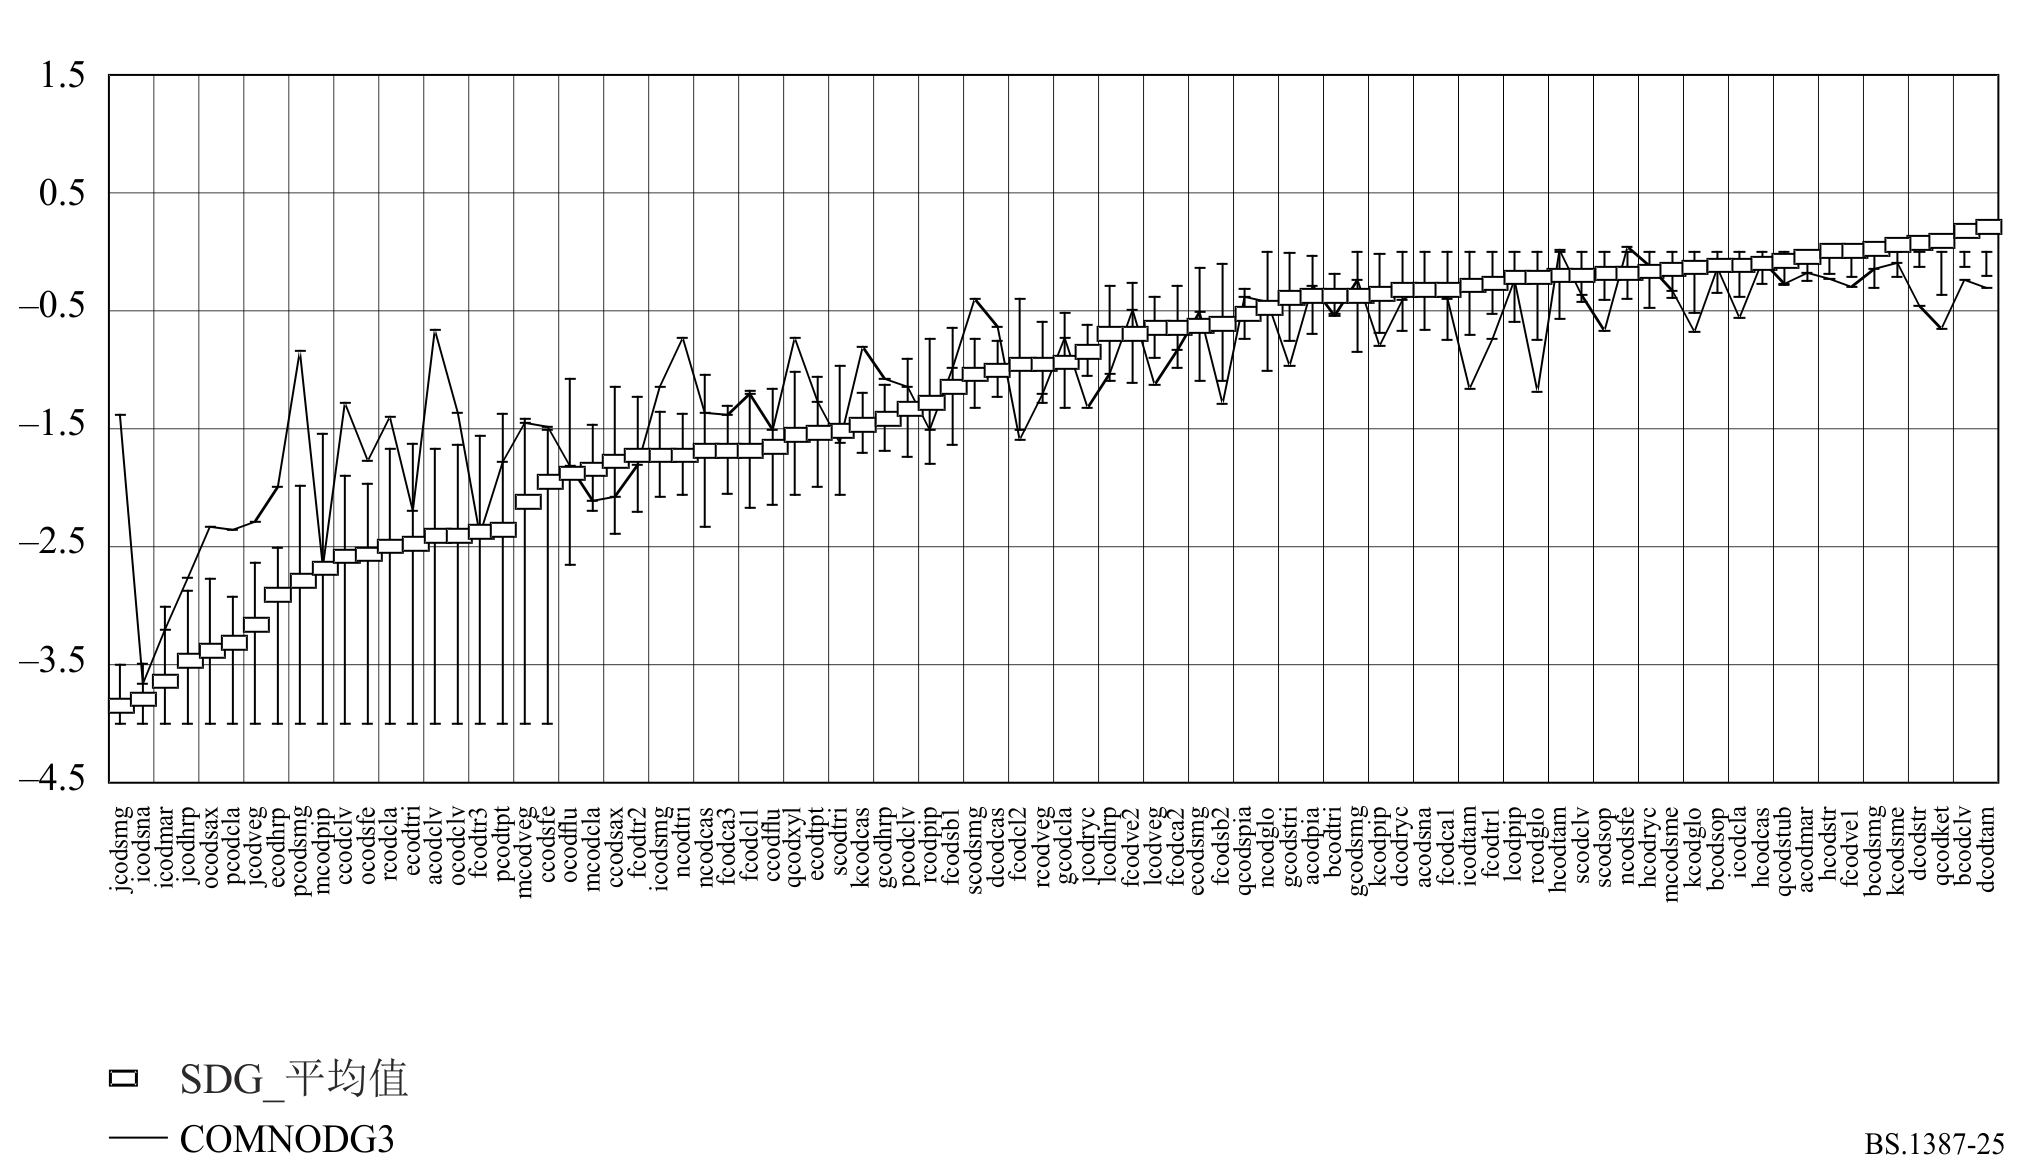 1.5
0.5
–0.5
–1.5
–2.5
–3.5
–4.5
jcodsmg
icodsna
icodmar
jcodhrp
ocodsax
pcodcla
jcodveg
ecodhrp
pcodsmg
mcodpip
ccodclv
ocodsfe
rcodcla
ecodtri
acodclv
ocodclv
fcodtr3
pcodtpt
mcodveg
ccodsfe
ocodflu
mcodcla
ccodsax
fcodtr2
icodsmg
ncodtri
ncodcas
fcodca3
fcodcl1
ccodflu
qcodxyl
ecodtpt
scodtri
kcodcas
gcodhrp
pcodclv
rcodpip
fcodsb1
scodsmg
dcodcas
fcodcl2
rcodveg
gcodcla
jcodryc
lcodhrp
fcodve2
lcodveg
fcodca2
ecodsmg
fcodsb2
qcodspia
ncodglo
gcodstri
acodpia
bcodtri
gcodsmg
kcodpip
dcodryc
acodsna
fcodca1
icodtam
fcodtr1
lcodpip
rcodglo
hcodtam
scodclv
scodsop
ncodsfe
hcodryc
mcodsme
kcodglo
bcodsop
icodcla
hcodcas
qcodstub
acodmar
hcodstr
fcodve1
bcodsmg
kcodsme
dcodstr
qcodket
bcodclv
dcodtam
SDG_平均值
COMNODG3
BS.1387-25